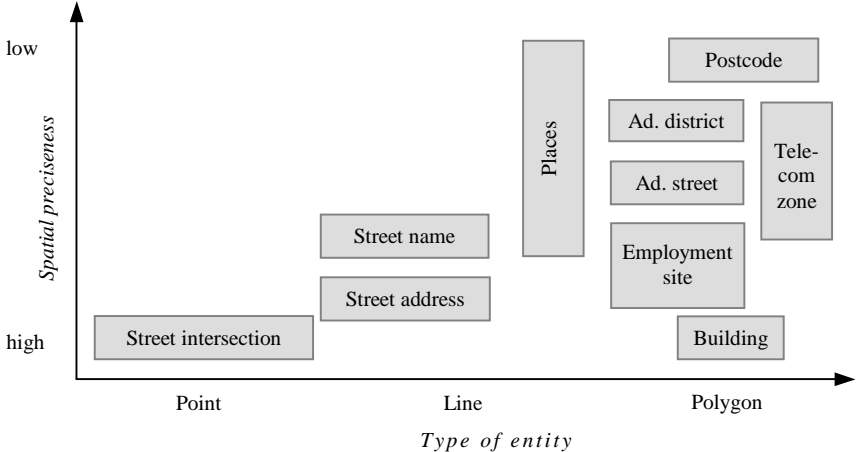 low
Postcode
Spatial preciseness
Places
Ad. district
Tele-
com
zone
Ad. street
Street name
Employment
site
Street address
high
Street intersection
Building
Point
Line
Polygon
Type of entity